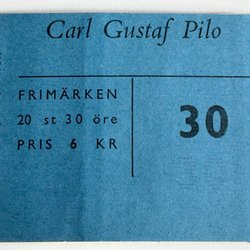 Carl Gustaf Pilo
FRIMÄRKEN
20 st 30 öre
PRIS 6 KR
30